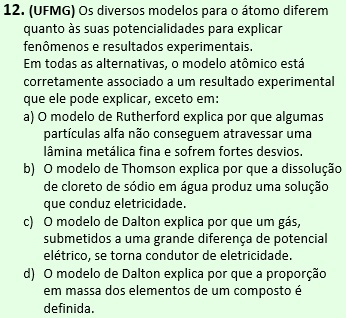 12. (UFMG) Os diversos modelos para o átomo diferem
quanto às suas potencialidades para explicar
fenômenos e resultados experimentais.
Em todas as alternativas, o modelo atômico está
corretamente associado a um resultado experimental
que ele pode explicar, exceto em:
a) O modelo de Rutherford explica por que algumas
partículas alfa não conseguem atravessar uma
lâmina metálica fina e sofrem fortes desvios.
b) O modelo de Thomson explica por que a dissolução
de cloreto de sódio em água produz uma solução
que conduz eletricidade.
c) O modelo de Dalton explica por que um gás,
submetidos a uma grande diferença de potencial
elétrico, se torna condutor de eletricidade.
d) O modelo de Dalton explica por que a proporção
em massa dos elementos de um composto é
definida.